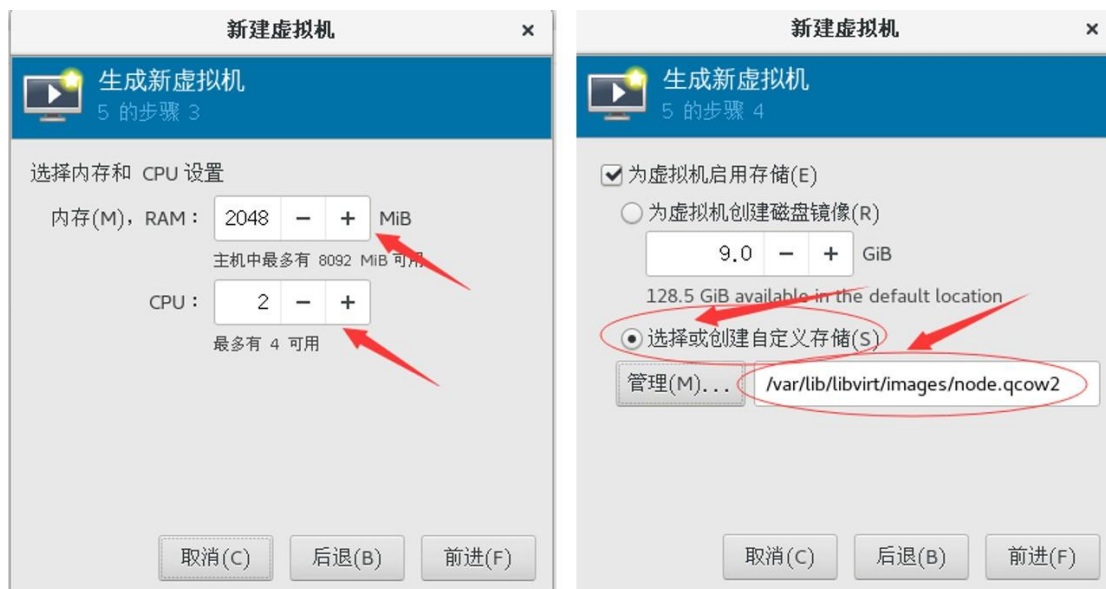 新建虚拟机
生成新虚拟机
5 的步骤 3
选择内存和 CPU 设置
内存(M)，RAM： 2048 － + MiB
主机中最多有 8092 MiB 可用
CPU： 2 － +
最多有 4 可用
取消(C) 后退(B) 前进(F)
新建虚拟机
生成新虚拟机
5 的步骤 4
为虚拟机启用存储(E)
为虚拟机创建磁盘镜像(R)
9.0 － + GiB
128.5 GiB available in the default location
选择或创建自定义存储(S)
管理(M)... /var/lib/libvirt/images/node.qcow2
取消(C) 后退(B) 前进(F)